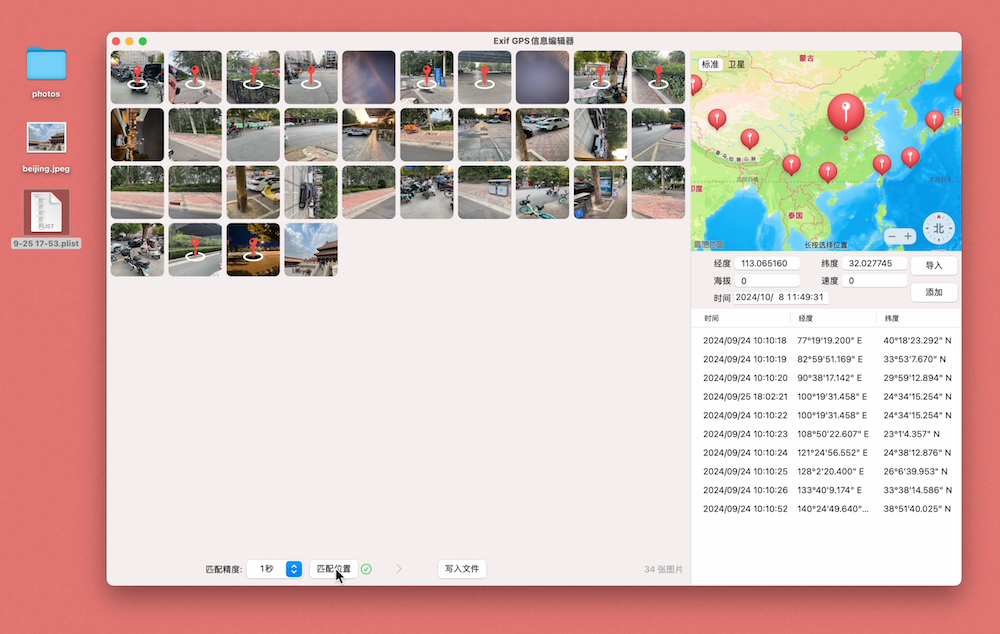 Exif GPS信息编辑器
photos
beijing.jpeg
PLIST
9-25 17-53.plist
标准 卫星
蒙古
喜马拉雅山脉
日
印度
泰国
高德地图
长按选择位置
北
经度 113.065160 纬度 32.027745 导入
海拔 0 速度 0
时间 2024/10/ 8 11:49:31 添加
时间 经度 纬度
2024/09/24 10:10:18 77°19'19.200" E 40°18'23.292" N
2024/09/24 10:10:19 82°59'51.169" E 33°53'7.670" N
2024/09/24 10:10:20 90°38'17.142" E 29°59'12.894" N
2024/09/25 18:02:21 100°19'31.458" E 24°34'15.254" N
2024/09/24 10:10:22 100°19'31.458" E 24°34'15.254" N
2024/09/24 10:10:23 108°50'22.607" E 23°1'4.357" N
2024/09/24 10:10:24 121°24'56.552" E 24°38'12.876" N
2024/09/24 10:10:25 128°2'20.400" E 26°6'39.953" N
2024/09/24 10:10:26 133°40'9.174" E 33°38'14.586" N
2024/09/24 10:10:52 140°24'49.640"... 38°51'40.025" N
匹配精度: 1秒 匹配位置 写入文件 34 张图片